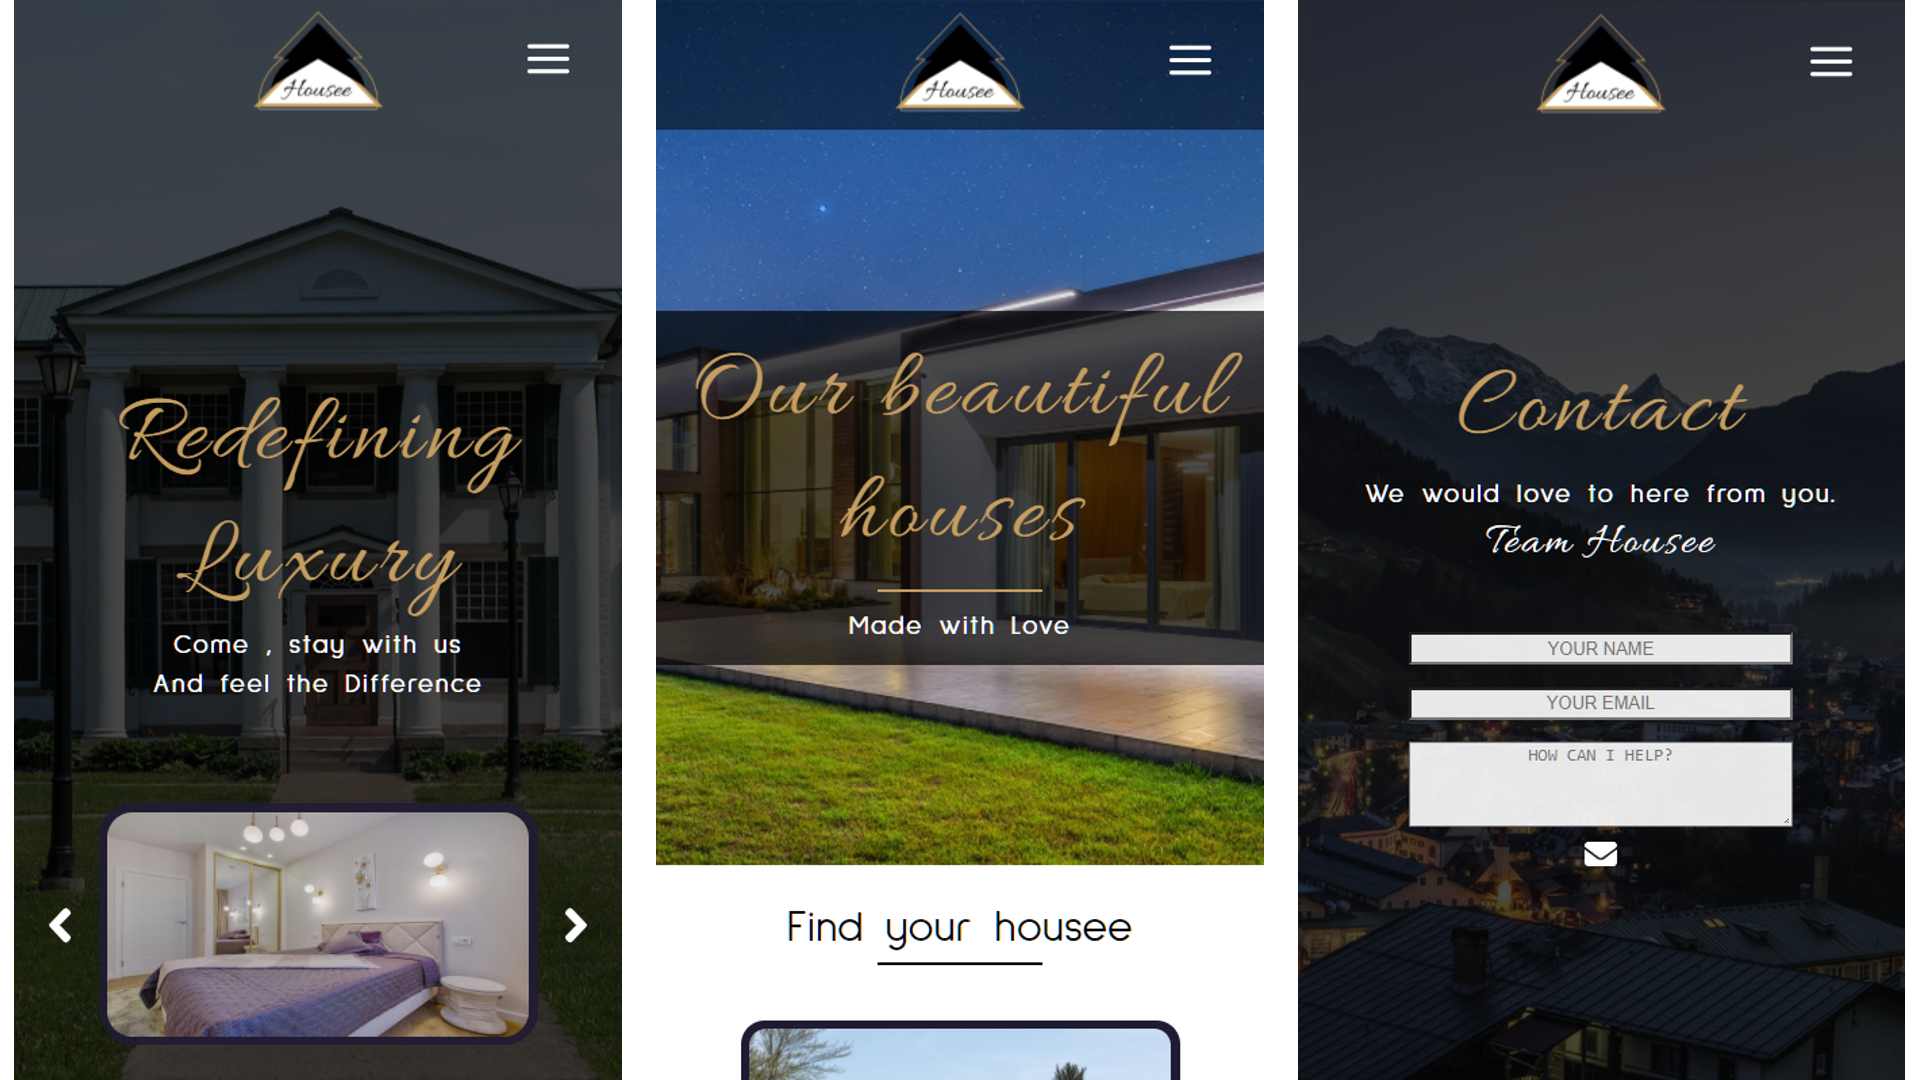 Housee
Redefining
Luxury
Come , stay with us
And feel the Difference
Housee
Our beautiful
houses
Made with Love
Find your housee
Housee
Contact
We would love to here from you.
Team Housee
YOUR NAME
YOUR EMAIL
HOW CAN I HELP?